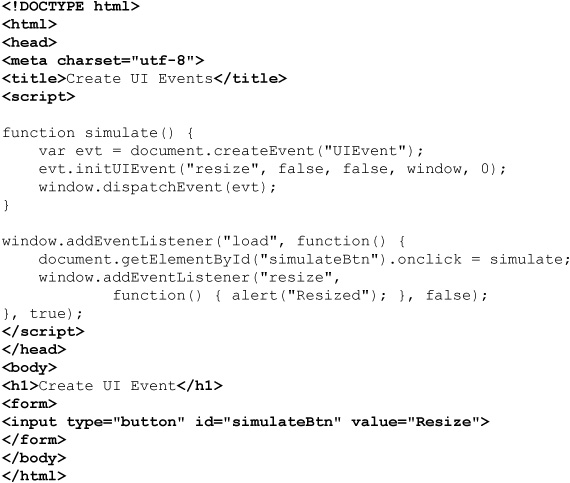 <!DOCTYPE html>
<html>
<head>
<meta charset="utf-8">
<title>Create UI Events</title>
<script>
function simulate() {
    var evt = document.createEvent("UIEvent");
    evt.initUIEvent("resize", false, false, window, 0);
    window.dispatchEvent(evt);
}
window.addEventListener("load", function() {
    document.getElementById("simulateBtn").onclick = simulate;
    window.addEventListener("resize",
            function() { alert("Resized"); }, false);
}, true);
</script>
</head>
<body>
<h1>Create UI Event</h1>
<form>
<input type="button" id="simulateBtn" value="Resize">
</form>
</body>
</html>